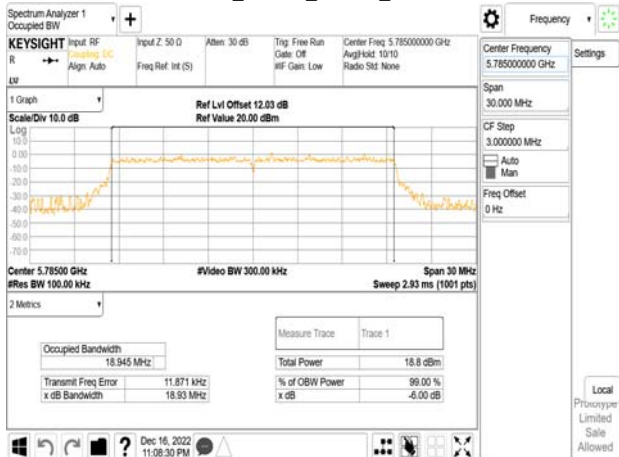 Spectrum Analyzer 1
Occupied BW
Frequency
KEYSIGHT
R
LXI
Input: RF
Coupling: DC
Align: Auto
Input Z: 50 Ω
Freq Ref: Int (S)
Atten: 30 dB
Trig: Free Run
Gate: Off
#IF Gain: Low
Center Freq: 5.785000000 GHz
Avg|Hold: 10/10
Radio Std: None
Center Frequency
5.785000000 GHz
Settings
Span
30.000 MHz
CF Step
3.000000 MHz
Auto
Man
Freq Offset
0 Hz
1 Graph
Scale/Div 10.0 dB
Ref Lvl Offset 12.03 dB
Ref Value 20.00 dBm
Log
10.0
0.00
-10.0
-20.0
-30.0
-40.0
-50.0
-60.0
-70.0
Center 5.78500 GHz
#Res BW 100.00 kHz
#Video BW 300.00 kHz
Span 30 MHz
Sweep 2.93 ms (1001 pts)
2 Metrics
Measure Trace
Trace 1
Occupied Bandwidth
18.945 MHz
Total Power
18.8 dBm
Transmit Freq Error
11.871 kHz
% of OBW Power
99.00 %
x dB Bandwidth
18.93 MHz
x dB
-6.00 dB
Local
Prototype
Limited
Sale
Allowed
?
Dec 16, 2022
11:08:30 PM